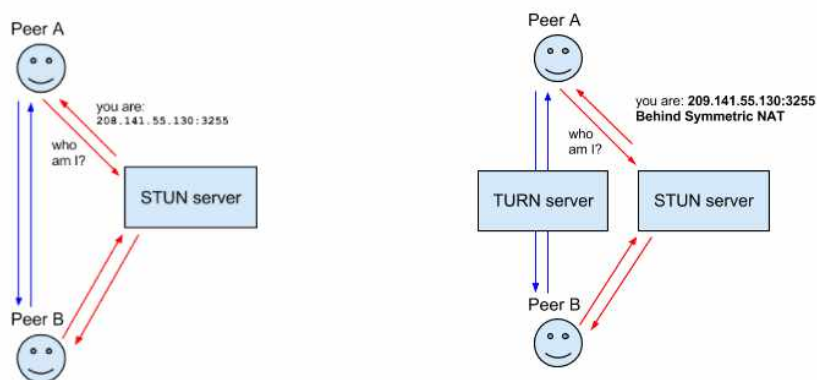 Peer A
you are:
208.141.55.130:3255
who
am I?
STUN server
Peer B
Peer A
you are: 209.141.55.130:3255
Behind Symmetric NAT
who
am I?
TURN server
STUN server
Peer B